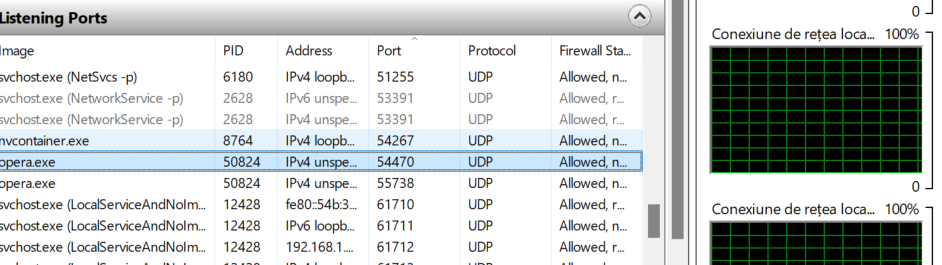 Listening Ports
Image PID Address Port Protocol Firewall Sta...
svchost.exe (NetSvcs -p) 6180 IPv4 loopb... 51255 UDP Allowed, n...
svchost.exe (NetworkService -p) 2628 IPv6 unspe... 53391 UDP Allowed, r...
svchost.exe (NetworkService -p) 2628 IPv4 unspe... 53391 UDP Allowed, r...
nvcontainer.exe 8764 IPv4 loopb... 54267 UDP Allowed, n...
opera.exe 50824 IPv4 unspe... 54470 UDP Allowed, n...
opera.exe 50824 IPv4 unspe... 55738 UDP Allowed, n...
svchost.exe (LocalServiceAndNoIm... 12428 fe80::54b:3... 61710 UDP Allowed, r...
svchost.exe (LocalServiceAndNoIm... 12428 IPv6 loopb... 61711 UDP Allowed, r...
svchost.exe (LocalServiceAndNoIm... 12428 192.168.1.... 61712 UDP Allowed, r...
0
Conexiune de rețea loca... 100%
0
Conexiune de rețea loca... 100%